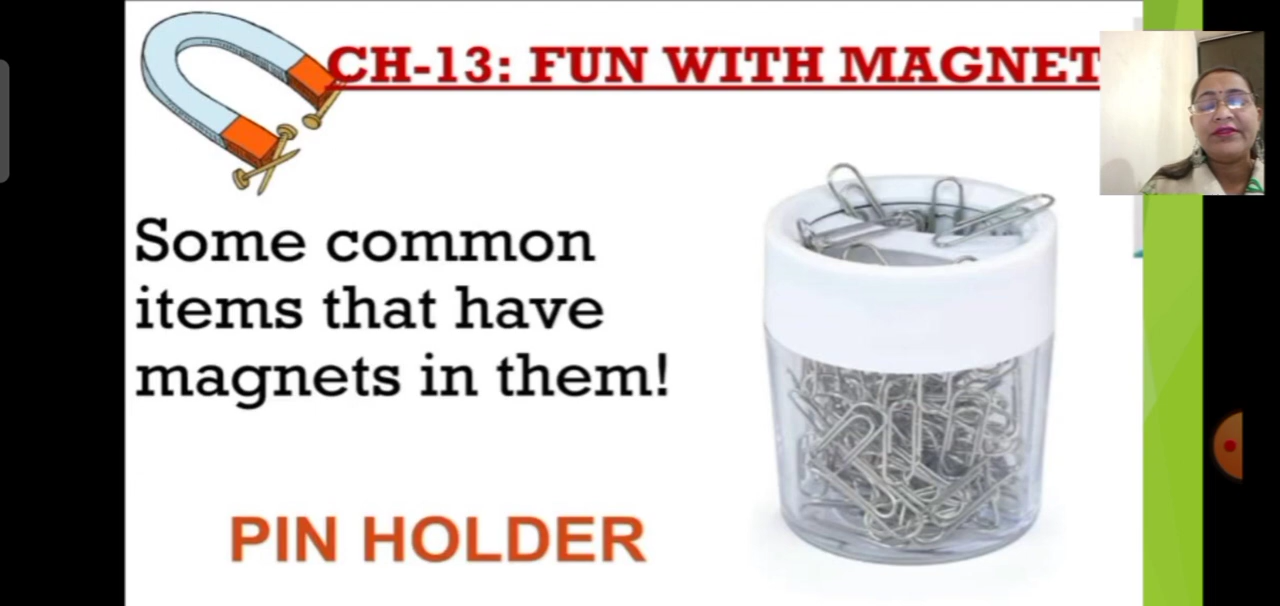 CH-13: FUN WITH MAGNET
Some common
items that have
magnets in them!
PIN HOLDER